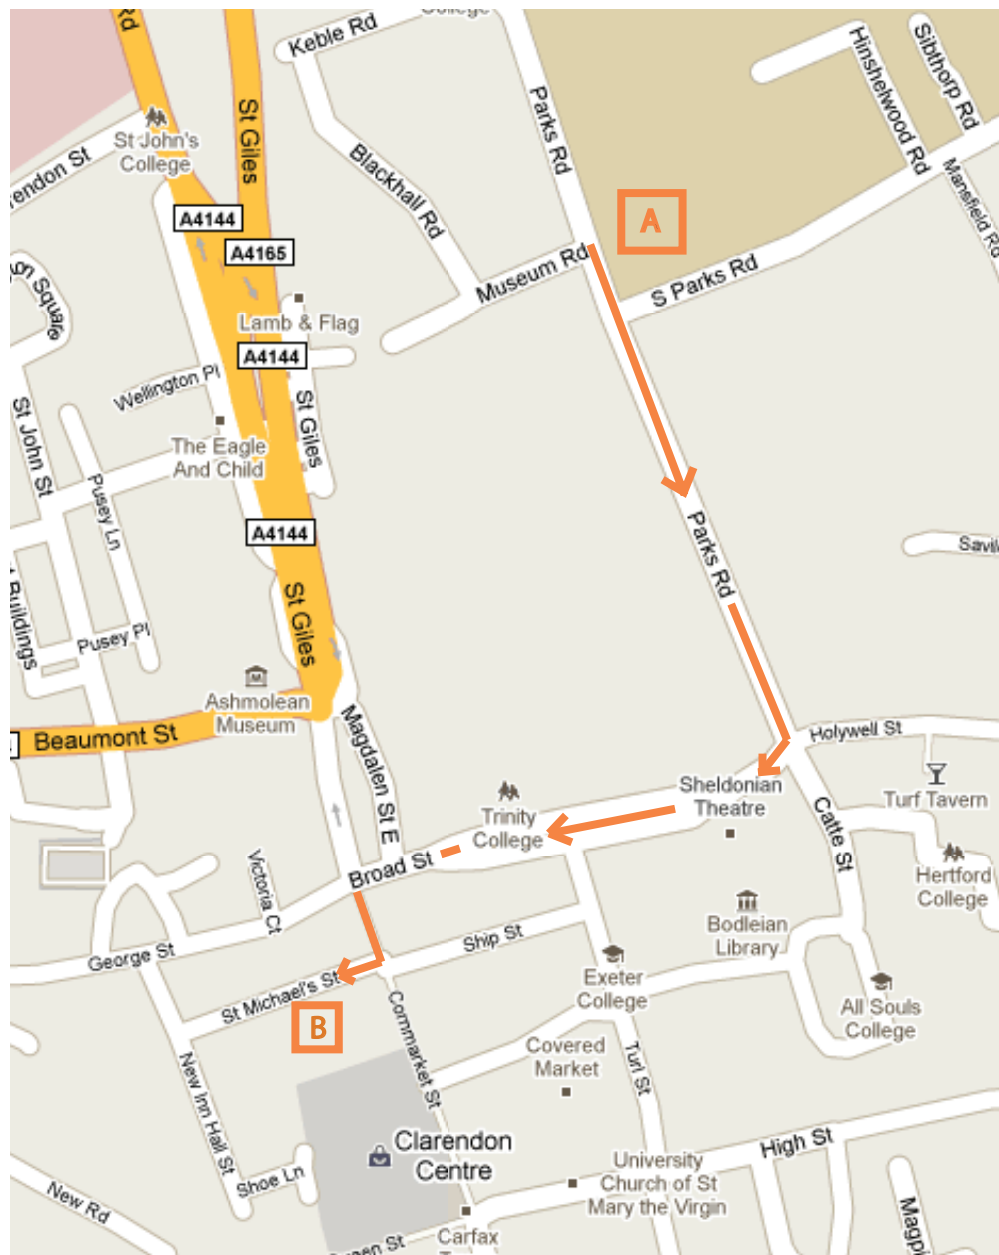 Rd
College
Keble Rd
Hinshelwood Rd
Sibthorp Rd
St Giles
Parks Rd
St John's
College
Blackhall Rd
Mansfield Rd
A4144
A
A4165
Museum Rd
S Parks Rd
Lamb & Flag
A4144
Wellington Pl
St Giles
St John St
The Eagle
And Child
Pusey Ln
A4144
Parks Rd
St Giles
Buildings
Pusey Pl
Ashmolean
Museum
Beaumont St
Magdalen St E
Holywell St
Sheldonian
Theatre
Turf Tavern
Trinity
College
Catte St
Broad St
Victoria Ct
Hertford
College
Bodleian
Library
George St
Ship St
St Michael's St
Exeter
College
All Souls
College
B
Cornmarket St
Covered
Market
Turl St
New Inn Hall St
Clarendon
Centre
High St
University
Church of St
Mary the Virgin
Shoe Ln
New Rd
Carfax